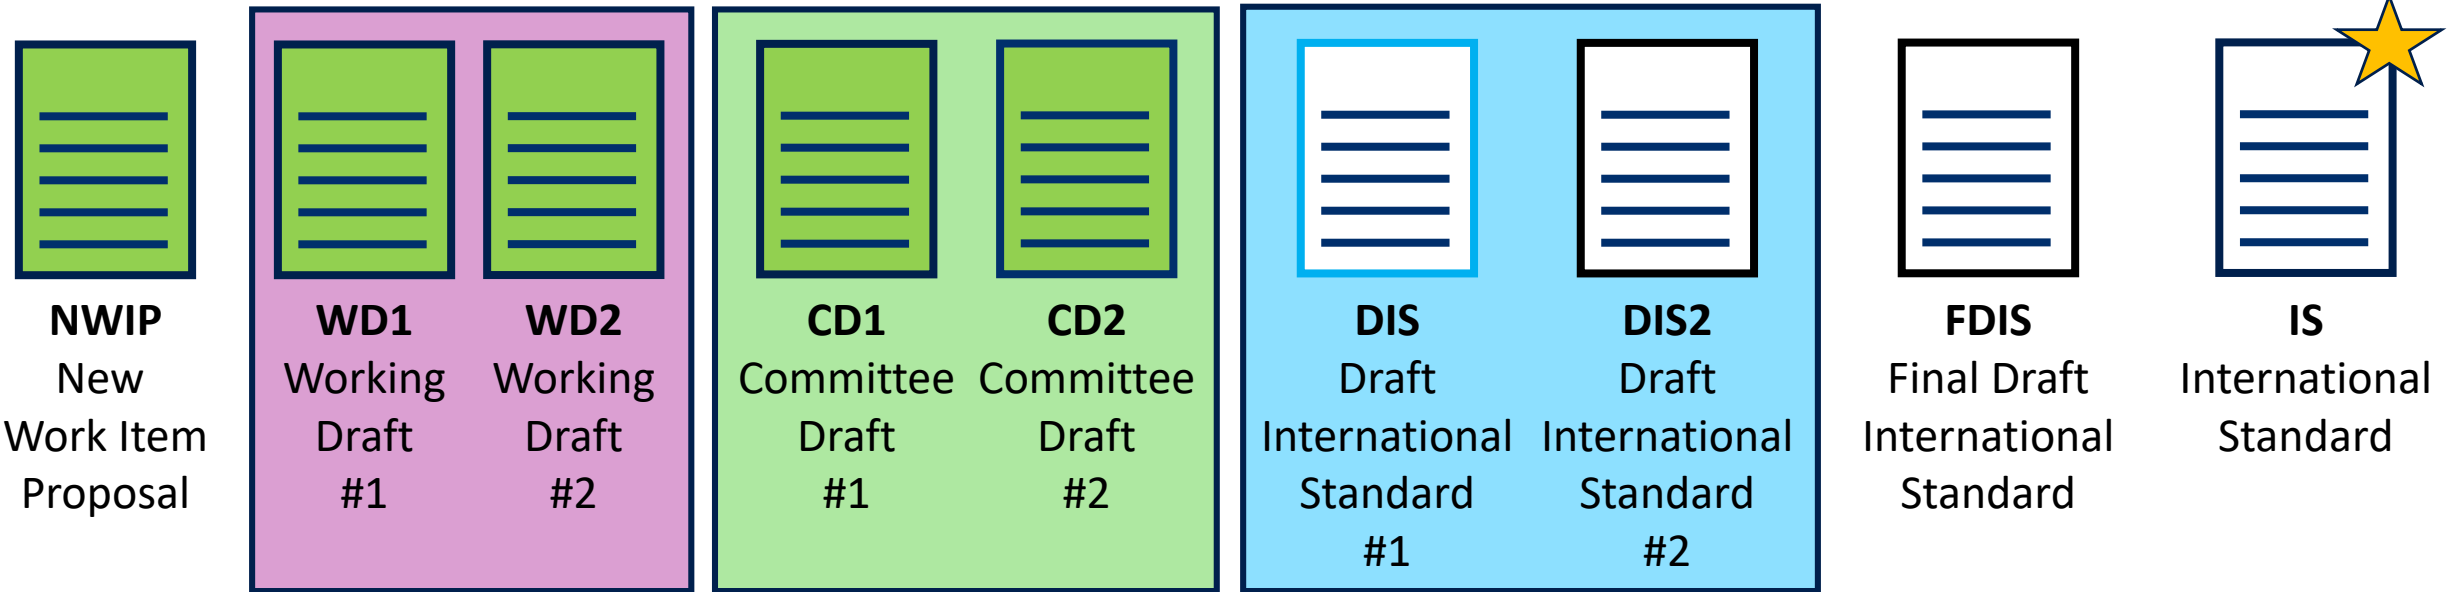 NWIP
New
Work Item
Proposal
WD1
Working
Draft
#1
WD2
Working
Draft
#2
CD1
Committee
Draft
#1
CD2
Committee
Draft
#2
DIS
Draft
International
Standard
#1
DIS2
Draft
International
Standard
#2
FDIS
Final Draft
International
Standard
IS
International
Standard